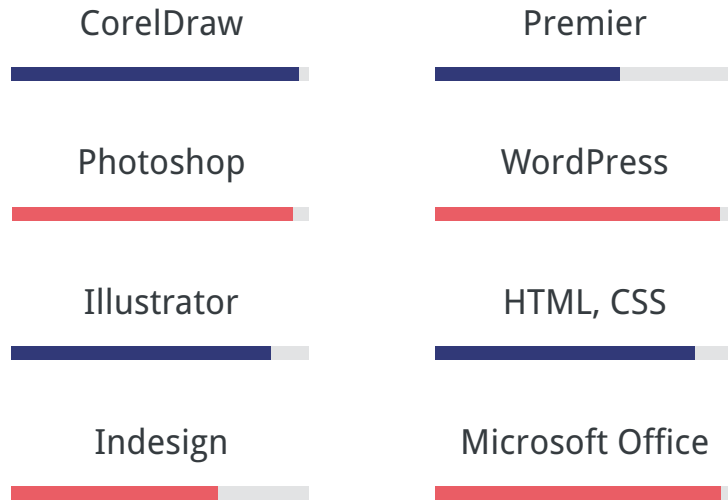 CorelDraw
Premier
Photoshop
WordPress
Illustrator
HTML, CSS
Indesign
Microsoft Office